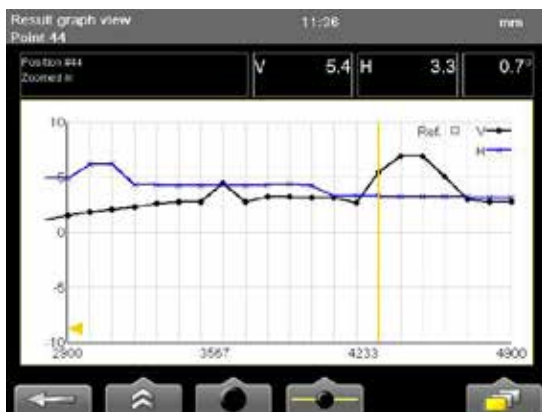 Result graph view 11:26 mm
Point 44
Position #44 V 5.4 H 3.3 0.7°
Zoomed in
10 Ref. V
H
5
0
-5
-10
2900 3567 4233 4900